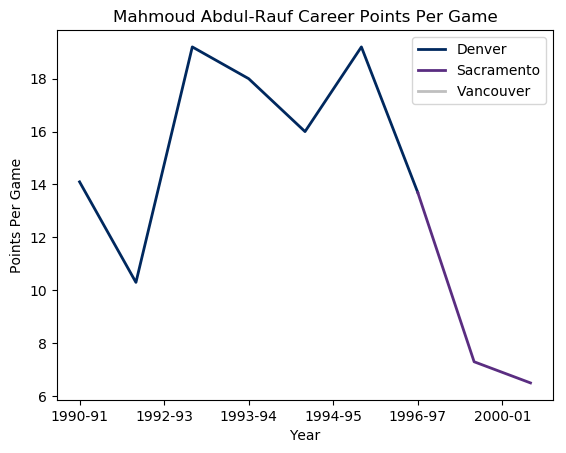 Mahmoud Abdul-Rauf Career Points Per Game
Denver
Sacramento
Vancouver
18
16
14
12
10
8
6
Points Per Game
1990-91 1992-93 1993-94 1994-95 1996-97 2000-01
Year